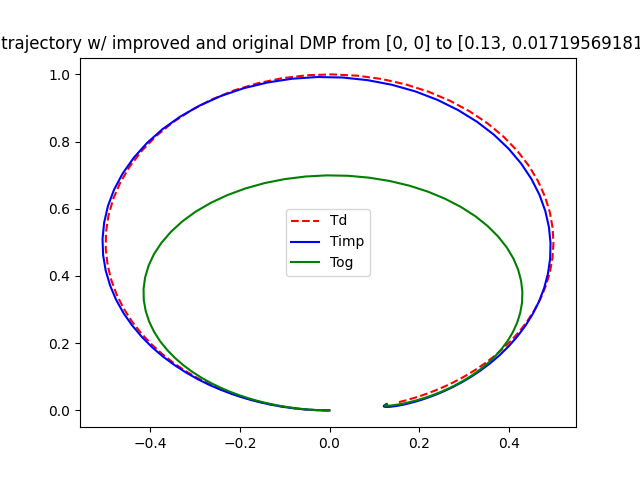 trajectory w/ improved and original DMP from [0, 0] to [0.13, 0.01719569181
1.0
0.8
0.6
0.4
0.2
0.0
Td
Timp
Tog
−0.4 −0.2 0.0 0.2 0.4